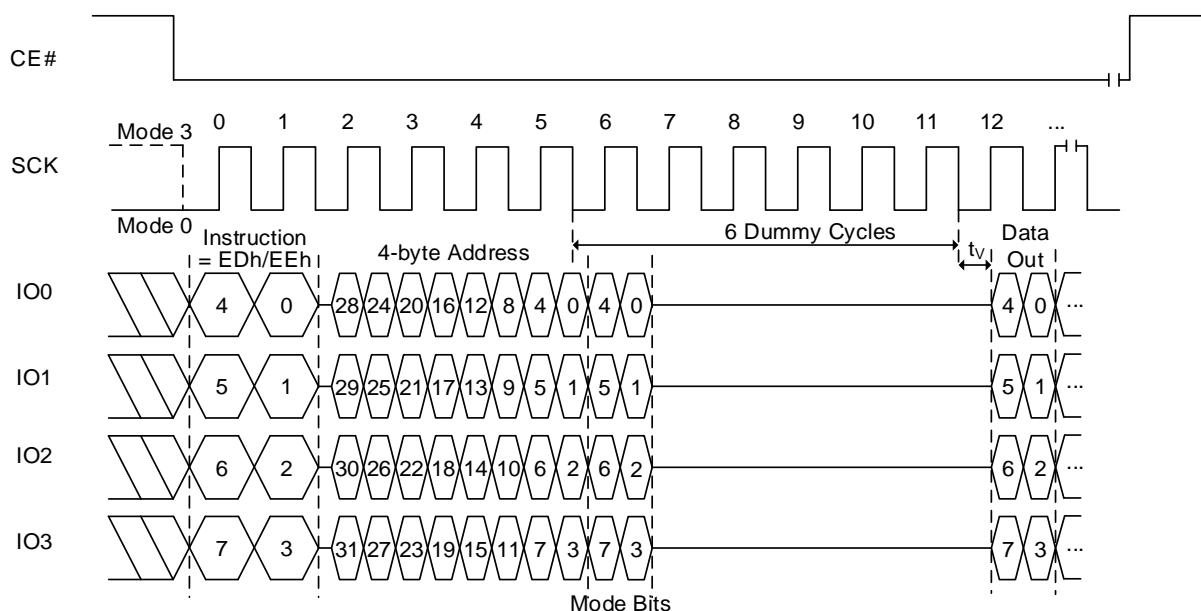 CE#
0 1 2 3 4 5 6 7 8 9 10 11 12 ...
Mode 3
SCK
Mode 0
Instruction
= EDh/EEh
4-byte Address
6 Dummy Cycles
tV
Data
Out
IO0 4 0 28 24 20 16 12 8 4 0 4 0 4 0 ...
IO1 5 1 29 25 21 17 13 9 5 1 5 1 5 1 ...
IO2 6 2 30 26 22 18 14 10 6 2 6 2 6 2 ...
IO3 7 3 31 27 23 19 15 11 7 3 7 3 7 3 ...
Mode Bits